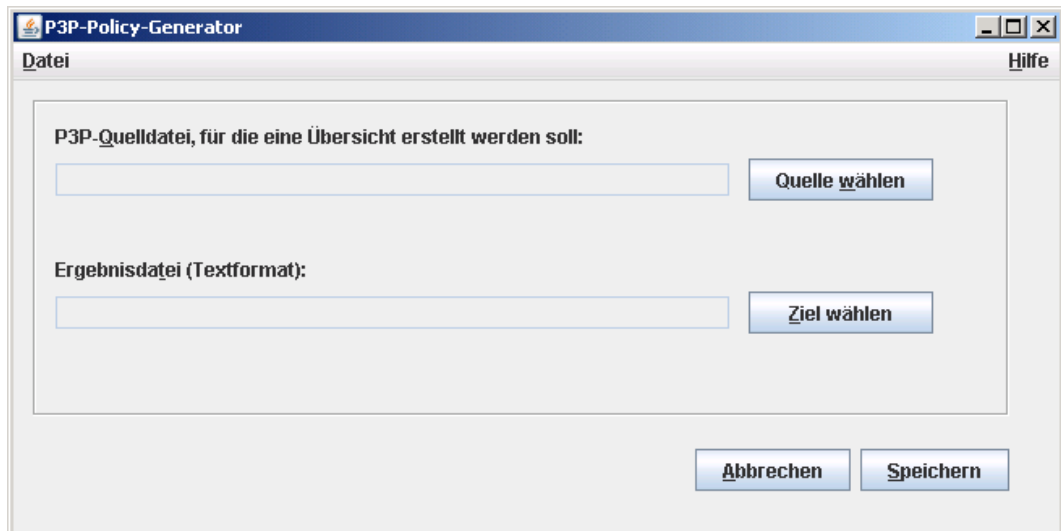 P3P-Policy-Generator
Datei Hilfe
P3P-Quelldatei, für die eine Übersicht erstellt werden soll:
Quelle wählen
Ergebnisdatei (Textformat):
Ziel wählen
Abbrechen Speichern